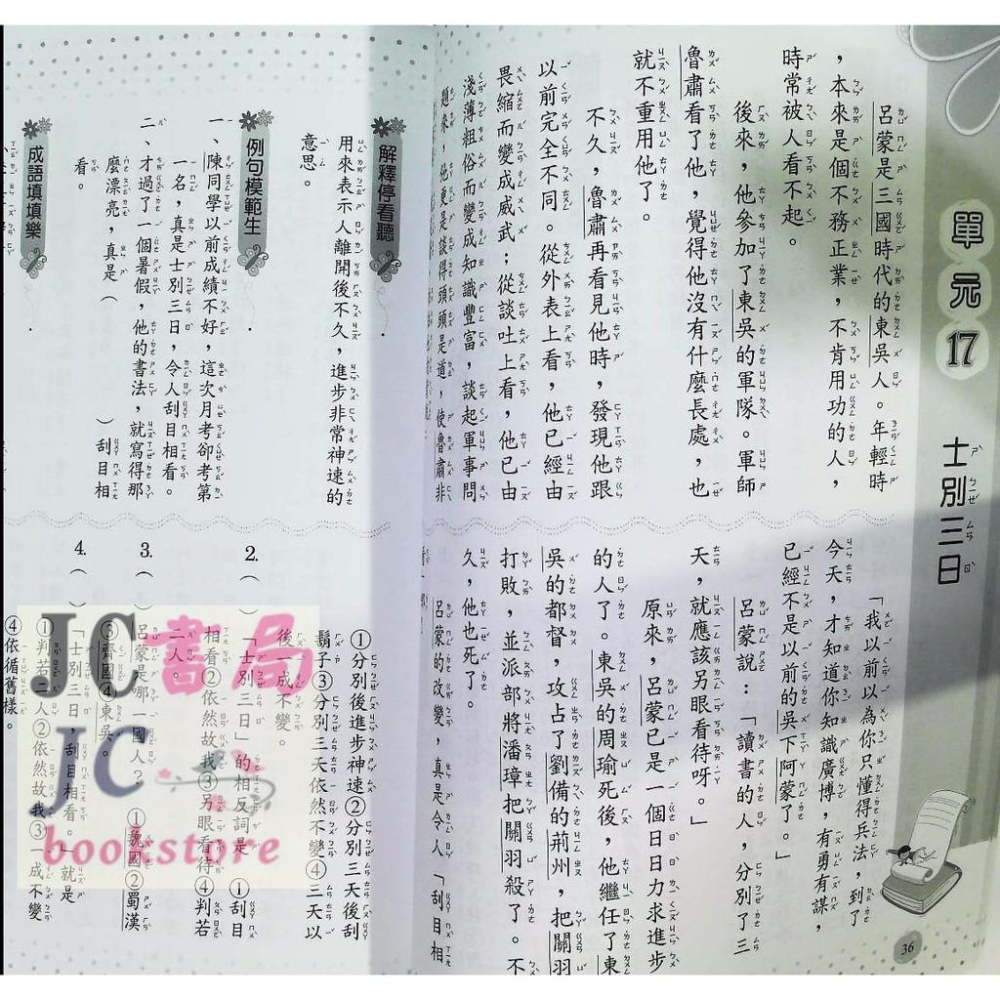 單元17
士別三日
呂蒙是三國時代的東吳人。年輕時
，本來是個不務正業，不肯用功的人，
時常被人看不起。
後來，他參加了東吳的軍隊。軍師
魯肅看了他，覺得他沒有什麼長處，也
就不重用他了。
不久，魯肅再看見他時，發現他跟
以前完全不同。從外表上看，他已經由
畏縮而變成威武；從談吐上看，他已由
淺薄粗俗而變成知識豐富，談起軍事問
題來，他更是談得頭頭是道，使魯肅非
「我以前以為你只懂得兵法，到了
今天，才知道你知識廣博，有勇有謀，
已經不是以前的吳下阿蒙了。」
呂蒙說：「讀書的人，分別了三
天，就應該另眼看待呀。」
原來，呂蒙已是一個日日力求進步
的人了。東吳的周瑜死後，他繼任了東
吳的都督，攻占了劉備的荊州，把關羽
打敗，並派部將潘璋把關羽殺了。不
久，他也死了。
呂蒙的改變，真是令人「刮目相
36
解釋停看聽
用來表示人離開後不久，進步非常神速的
意思。
例句模範生
一、陳同學以前成績不好，這次月考卻考第
一名，真是士別三日，令人刮目相看。
二、才過了一個暑假，他的書法，就寫得那
麼漂亮，真是（　　　）刮目相
看。
成語填填樂
①分別後進步神速②分別三天後刮
鬍子③分別三天依然不變④三天以
後一成不變。
2.（　）「士別三日」的相反詞是　①刮目
相看②依然故我③另眼看待④判若
二人。
3.（　）呂蒙是哪一國人？　①魏國②蜀漢
③齊國④東吳。
4.（　）「士別三日，刮目相看。」就是
①判若二人②依然故我③一成不變
④依循舊樣。
JC書局
JC
bookstore